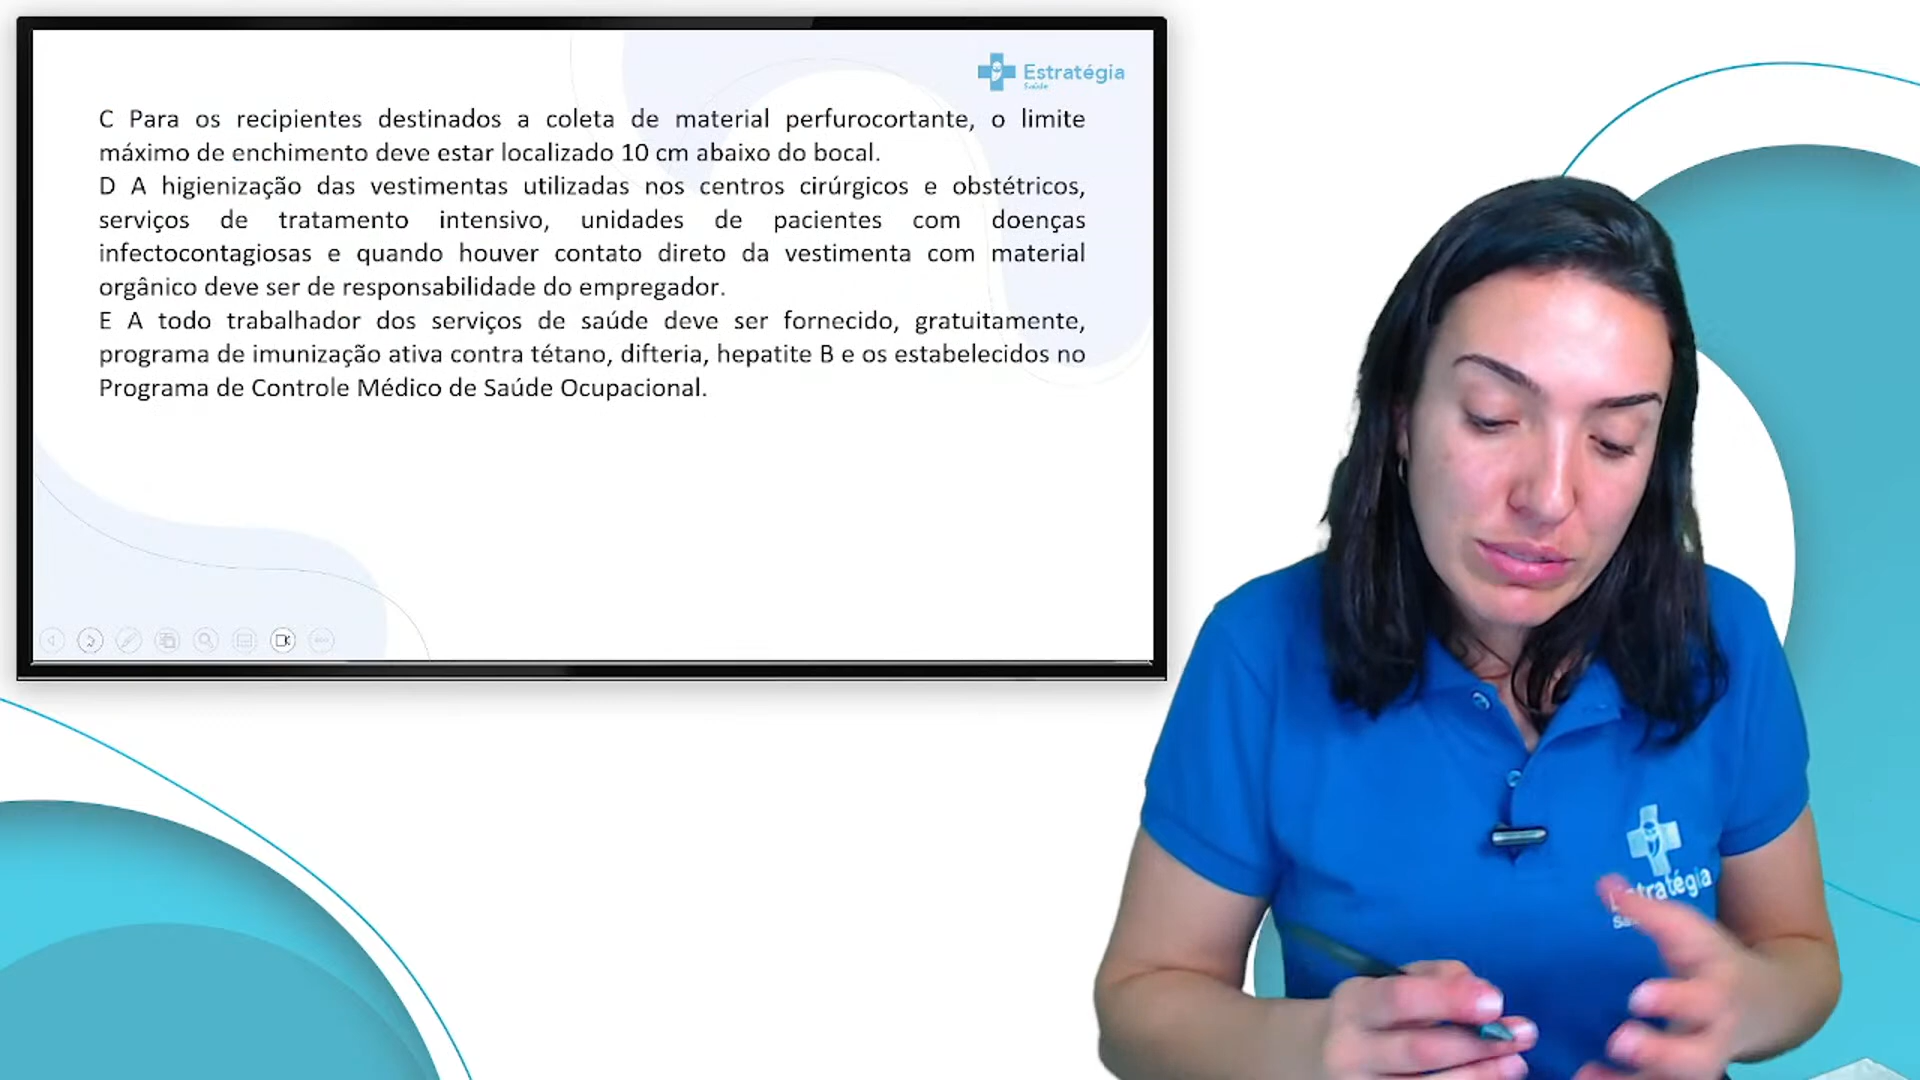 Estratégia
Saúde
C Para os recipientes destinados a coleta de material perfurocortante, o limite
máximo de enchimento deve estar localizado 10 cm abaixo do bocal.
D A higienização das vestimentas utilizadas nos centros cirúrgicos e obstétricos,
serviços de tratamento intensivo, unidades de pacientes com doenças
infectocontagiosas e quando houver contato direto da vestimenta com material
orgânico deve ser de responsabilidade do empregador.
E A todo trabalhador dos serviços de saúde deve ser fornecido, gratuitamente,
programa de imunização ativa contra tétano, difteria, hepatite B e os estabelecidos no
Programa de Controle Médico de Saúde Ocupacional.
Estratégia